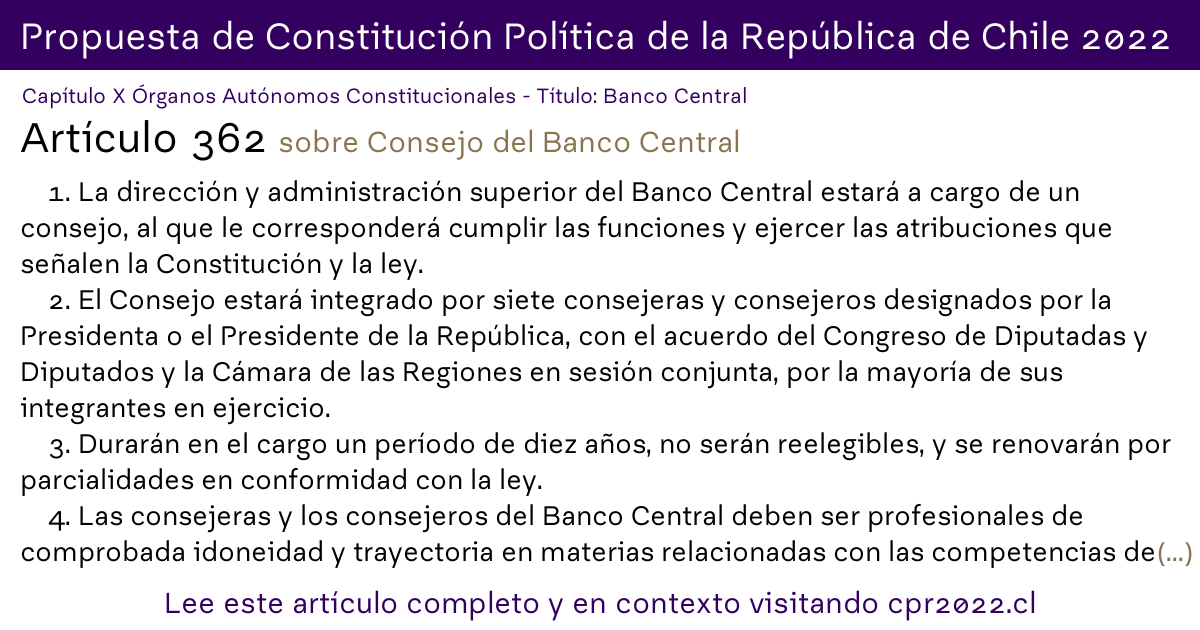 Propuesta de Constitución Política de la República de Chile 2022
Capítulo X Órganos Autónomos Constitucionales - Título: Banco Central
Artículo 362 sobre Consejo del Banco Central
1. La dirección y administración superior del Banco Central estará a cargo de un
consejo, al que le corresponderá cumplir las funciones y ejercer las atribuciones que
señalen la Constitución y la ley.
2. El Consejo estará integrado por siete consejeras y consejeros designados por la
Presidenta o el Presidente de la República, con el acuerdo del Congreso de Diputadas y
Diputados y la Cámara de las Regiones en sesión conjunta, por la mayoría de sus
integrantes en ejercicio.
3. Durarán en el cargo un período de diez años, no serán reelegibles, y se renovarán por
parcialidades en conformidad con la ley.
4. Las consejeras y los consejeros del Banco Central deben ser profesionales de
comprobada idoneidad y trayectoria en materias relacionadas con las competencias de(...)
Lee este artículo completo y en contexto visitando cpr2022.cl